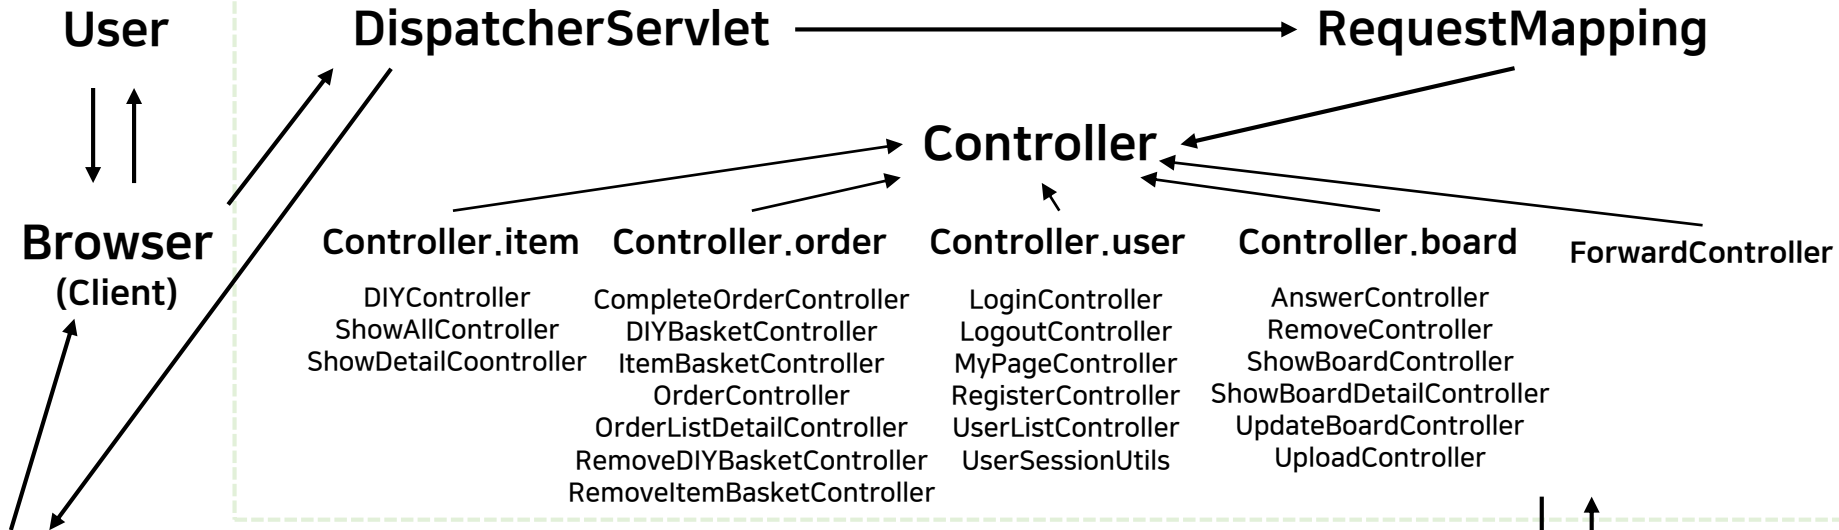 User
DispatcherServlet
RequestMapping
Controller
Browser
(Client)
Controller.item
DIYController
ShowAllController
ShowDetailCoontroller
Controller.order
CompleteOrderController
DIYBasketController
ItemBasketController
OrderController
OrderListDetailController
RemoveDIYBasketController
RemoveItemBasketController
Controller.user
LoginController
LogoutController
MyPageController
RegisterController
UserListController
UserSessionUtils
Controller.board
AnswerController
RemoveController
ShowBoardController
ShowBoardDetailController
UpdateBoardController
UploadController
ForwardController